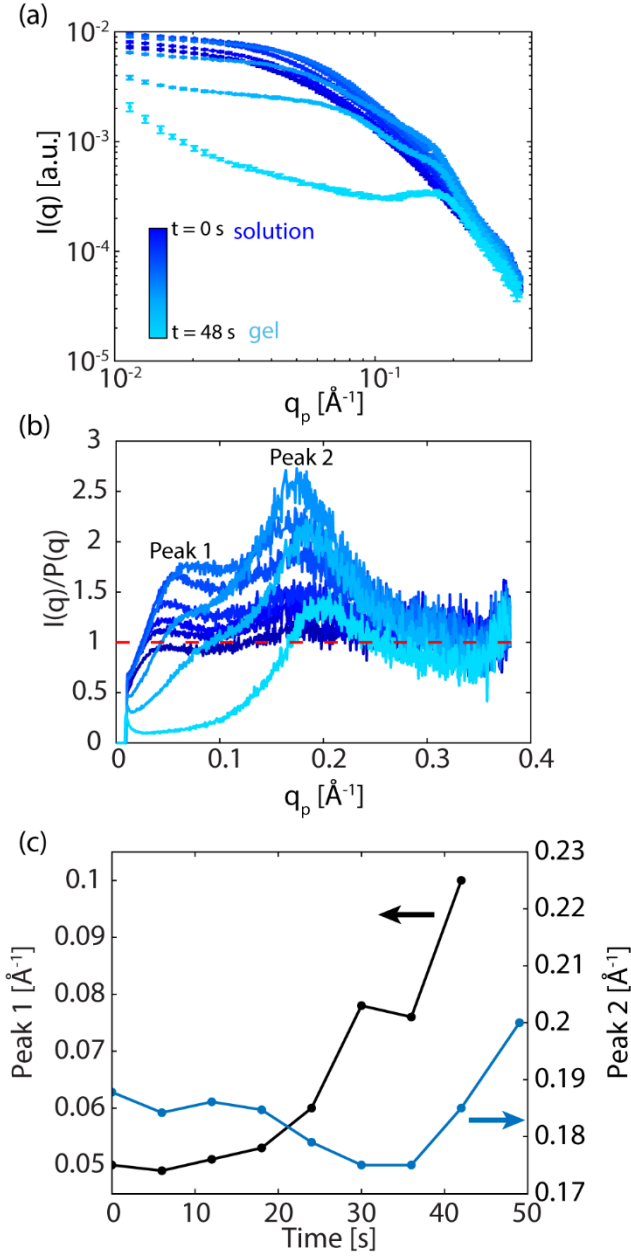 (a)
10⁻²
10⁻³
10⁻⁴
10⁻⁵
I(q) [a.u.]
t = 0 s solution
t = 48 s gel
10⁻² 10⁻¹
qₚ [Å⁻¹]
(b)
3
2.5
2
1.5
1
0.5
0
I(q)/P(q)
Peak 1
Peak 2
0 0.1 0.2 0.3 0.4
qₚ [Å⁻¹]
(c)
0.1
0.09
0.08
0.07
0.06
0.05
Peak 1 [Å⁻¹]
0.23
0.22
0.21
0.2
0.19
0.18
0.17
Peak 2 [Å⁻¹]
0 10 20 30 40 50
Time [s]